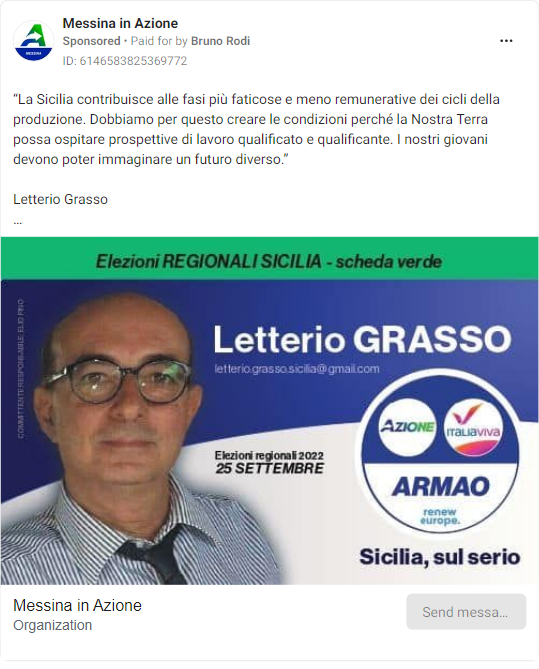 Messina in Azione
Sponsored • Paid for by Bruno Rodi
ID: 6146583825369772
“La Sicilia contribuisce alle fasi più faticose e meno remunerative dei cicli della
produzione. Dobbiamo per questo creare le condizioni perché la Nostra Terra
possa ospitare prospettive di lavoro qualificato e qualificante. I nostri giovani
devono poter immaginare un futuro diverso.”
Letterio Grasso
...
Elezioni REGIONALI SICILIA - scheda verde
COMMITTENTE RESPONSABILE: ELIO PINO
Letterio GRASSO
letterio.grasso.sicilia@gmail.com
AZIONE
ITALIAVIVA
Elezioni regionali 2022
25 SETTEMBRE
ARMAO
renew
europe.
Sicilia, sul serio
Messina in Azione
Organization
Send messa...